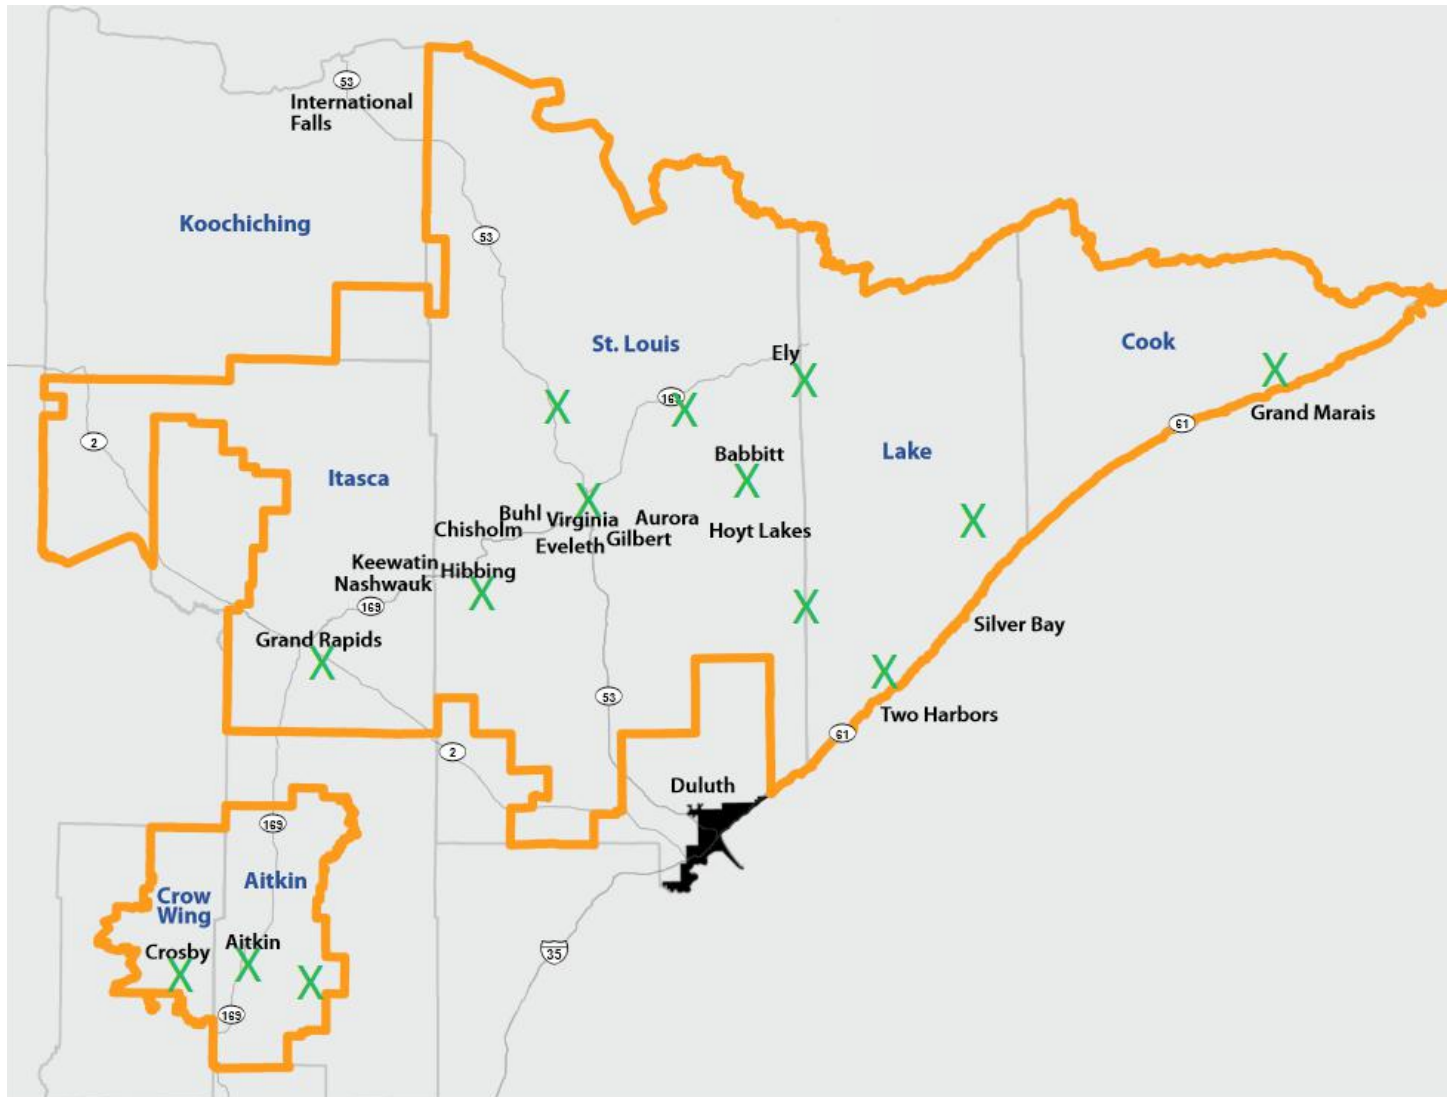 53
International
Falls
Koochiching
53
St. Louis
Cook
Ely
X
X
X
169
X
Grand Marais
61
2
Babbitt
Lake
Itasca
X
X
Buhl
Virginia
Aurora
X
Chisholm
Gilbert
Hoyt Lakes
Eveleth
Keewatin
Hibbing
Nashwauk
X
169
X
Silver Bay
Grand Rapids
X
X
53
Two Harbors
61
2
Duluth
169
Aitkin
Crow
Wing
Aitkin
Crosby
X
X
X
35
169